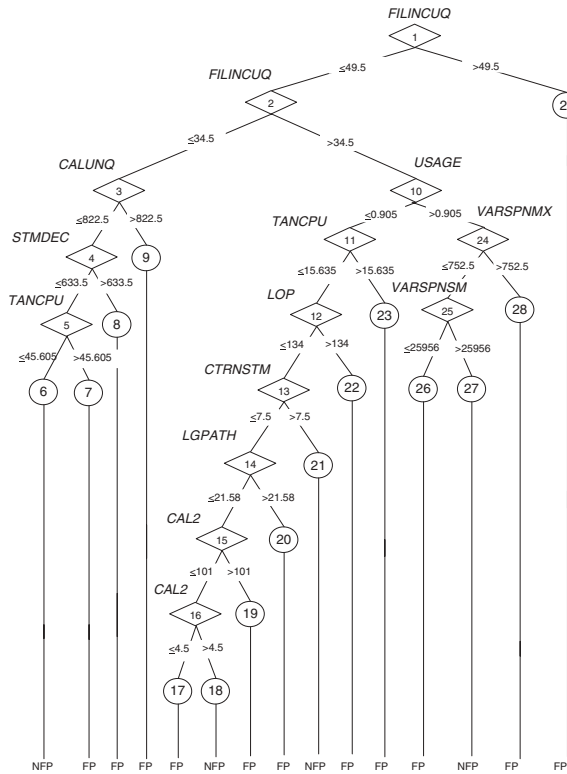 FILINCUQ
1
≤49.5 >49.5
FILINCUQ
2
≤34.5 >34.5
CALUNQ USAGE
3 10
≤822.5 >822.5 ≤0.905 >0.905
STMDEC TANCPU VARSPNMX
4 9 11 24
≤633.5 >633.5 ≤15.635 >15.635 ≤752.5 >752.5
TANCPU LOP VARSPNSM
5 8 12 23 25 28
≤45.605 >45.605 ≤134 >134 ≤25956 >25956
CTRNSTM
6 7 13 22 26 27
≤7.5 >7.5
LGPATH
14 21
≤21.58 >21.58
CAL2
15 20
≤101 >101
CAL2
16 19
≤4.5 >4.5
17 18
NFP FP FP FP FP NFP FP FP NFP FP FP FP NFP FP FP